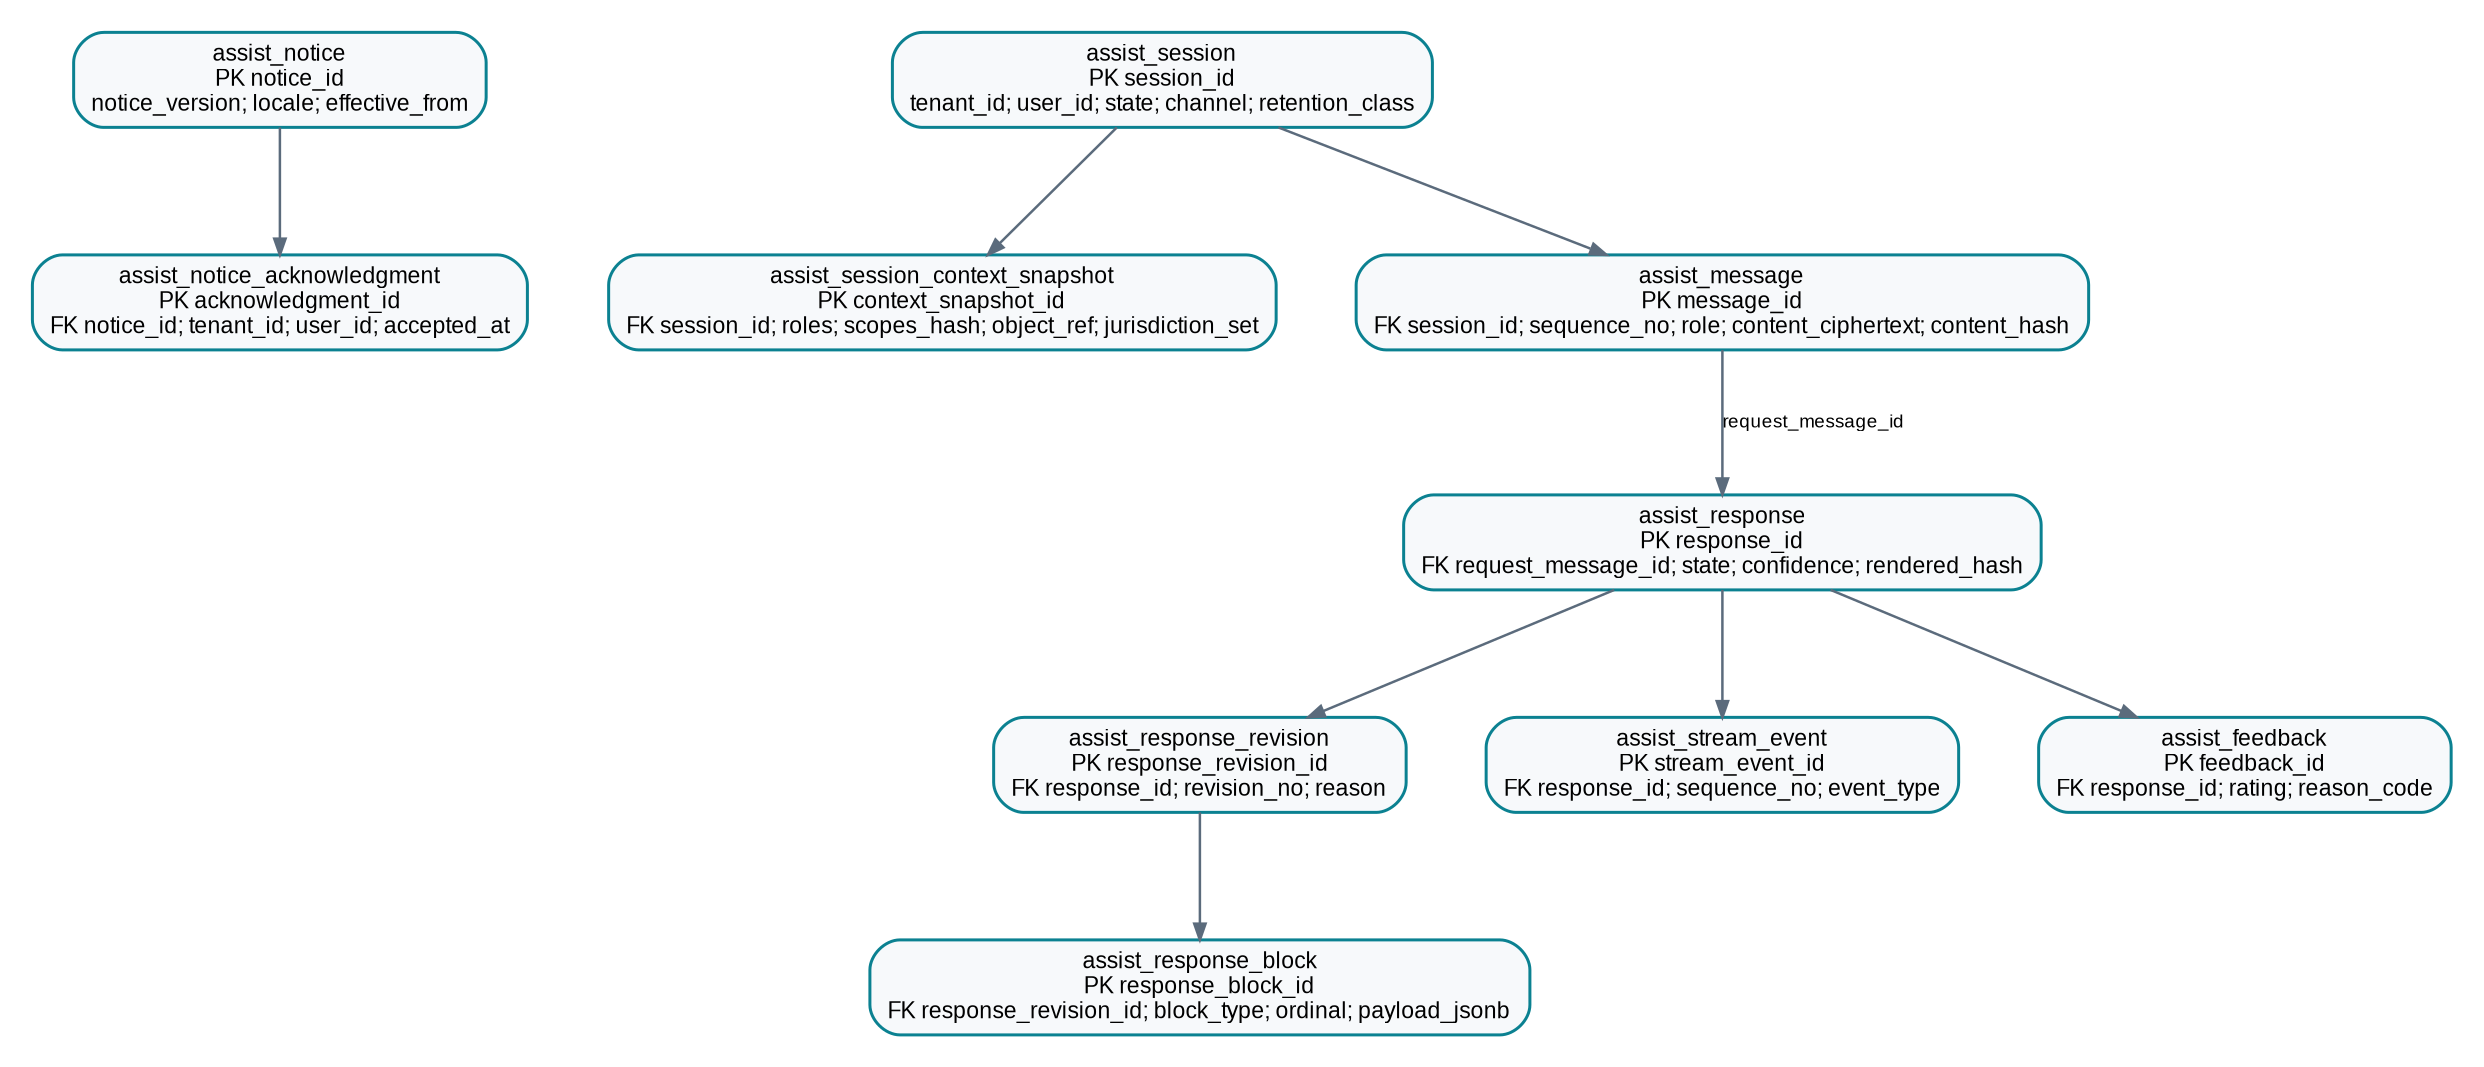 assist_notice
PK notice_id
notice_version; locale; effective_from
assist_session
PK session_id
tenant_id; user_id; state; channel; retention_class
assist_notice_acknowledgment
PK acknowledgment_id
FK notice_id; tenant_id; user_id; accepted_at
assist_session_context_snapshot
PK context_snapshot_id
FK session_id; roles; scopes_hash; object_ref; jurisdiction_set
assist_message
PK message_id
FK session_id; sequence_no; role; content_ciphertext; content_hash
request_message_id
assist_response
PK response_id
FK request_message_id; state; confidence; rendered_hash
assist_response_revision
PK response_revision_id
FK response_id; revision_no; reason
assist_stream_event
PK stream_event_id
FK response_id; sequence_no; event_type
assist_feedback
PK feedback_id
FK response_id; rating; reason_code
assist_response_block
PK response_block_id
FK response_revision_id; block_type; ordinal; payload_jsonb